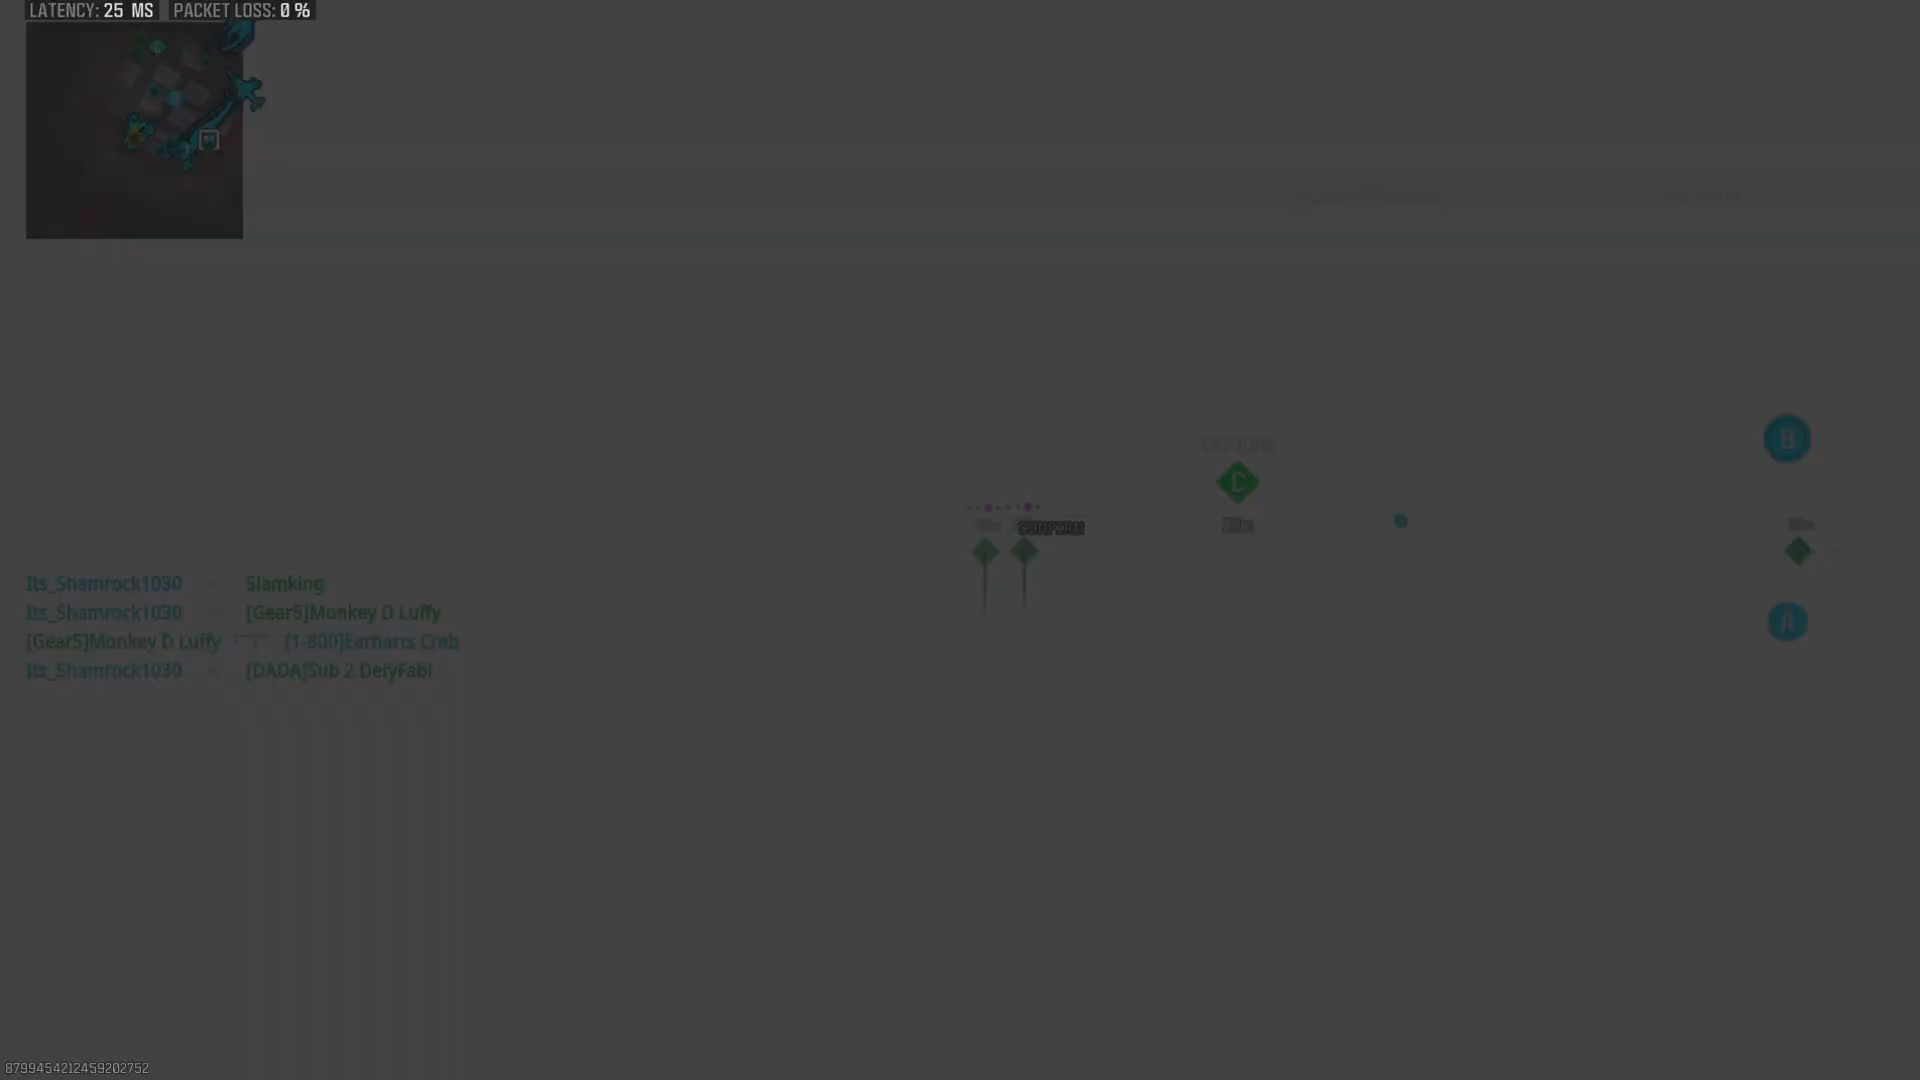 LATENCY: 25 MS PACKET LOSS: 0 %
C
B
C
GUNFIRE
A
Its_Shamrock1030 Slamking
Its_Shamrock1030 [Gear5]Monkey D Luffy
[Gear5]Monkey D Luffy [1-800]Earharts Crab
Its_Shamrock1030 [DADA]Sub 2 DefyFabi
8799454212459202752